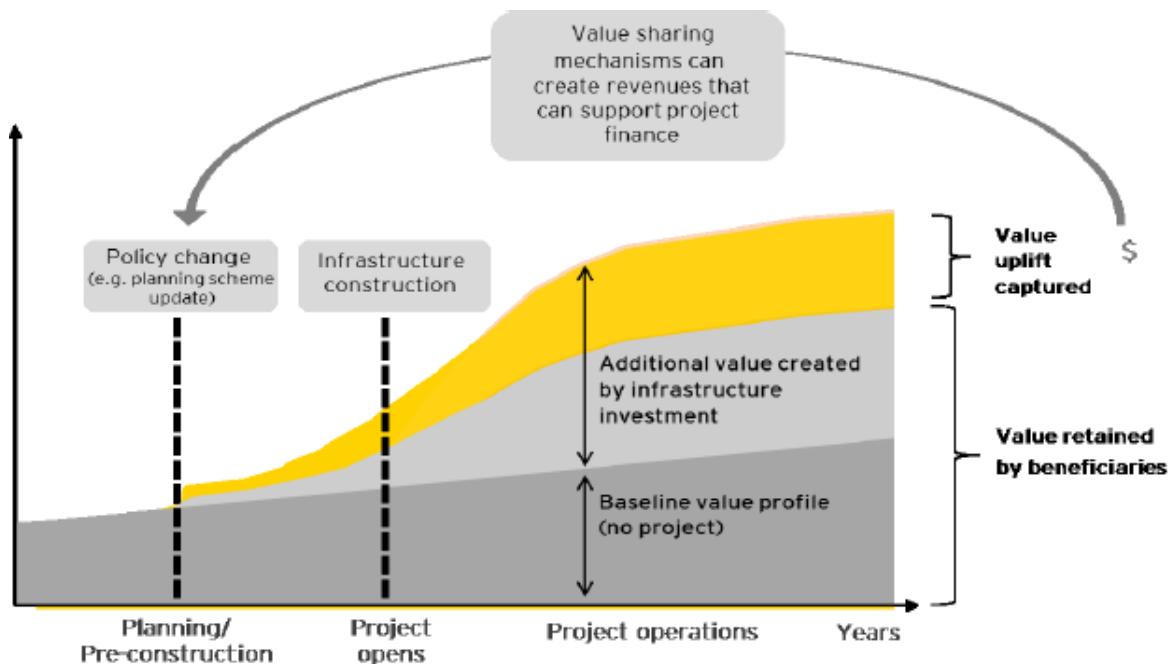 Value sharing
mechanisms can
create revenues that
can support project
finance
Policy change
(e.g. planning scheme
update)
Infrastructure
construction
Value
uplift
captured
$
Additional value created
by infrastructure
investment
Value retained
by beneficiaries
Baseline value profile
(no project)
Planning/
Pre-construction
Project
opens
Project operations
Years